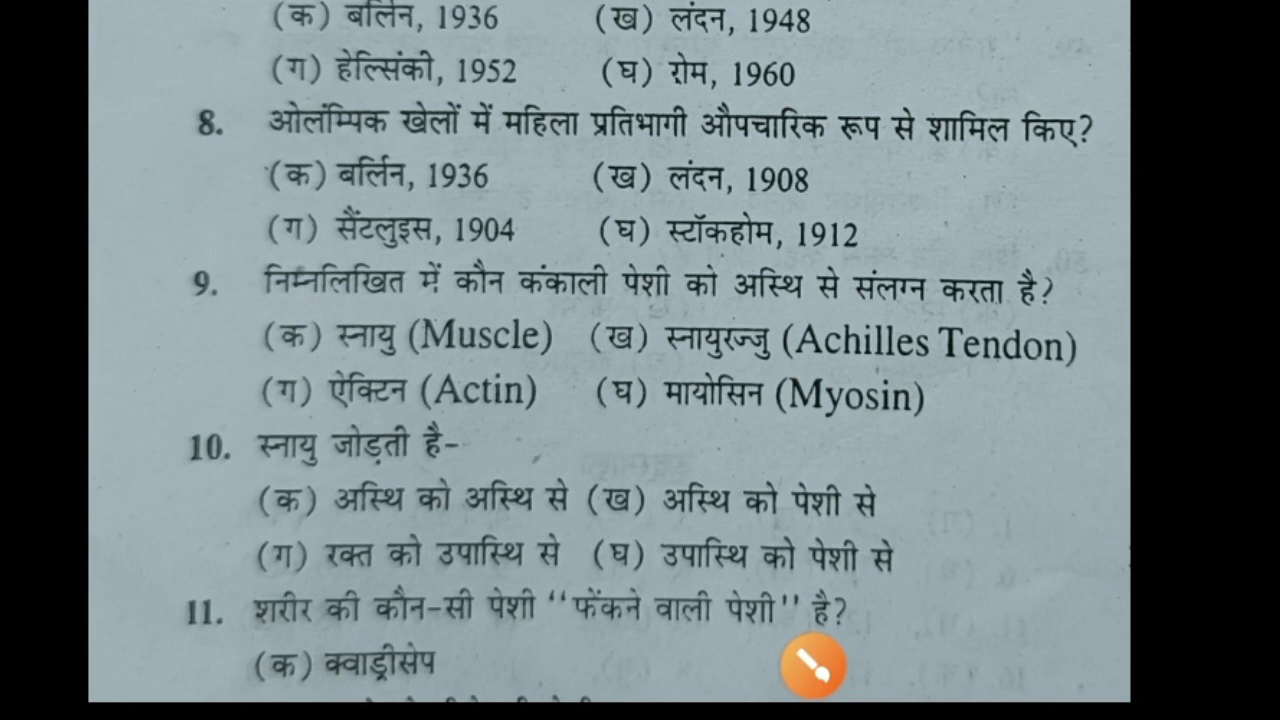 (क) बर्लिन, 1936 (ख) लंदन, 1948
(ग) हेल्सिंकी, 1952 (घ) रोम, 1960
8. ओलंम्पिक खेलों में महिला प्रतिभागी औपचारिक रूप से शामिल किए?
(क) बर्लिन, 1936 (ख) लंदन, 1908
(ग) सैंटलुइस, 1904 (घ) स्टॉकहोम, 1912
9. निम्नलिखित में कौन कंकाली पेशी को अस्थि से संलग्न करता है?
(क) स्नायु (Muscle) (ख) स्नायुरज्जु (Achilles Tendon)
(ग) ऐक्टिन (Actin) (घ) मायोसिन (Myosin)
10. स्नायु जोड़ती है-
(क) अस्थि को अस्थि से (ख) अस्थि को पेशी से
(ग) रक्त को उपास्थि से (घ) उपास्थि को पेशी से
11. शरीर की कौन-सी पेशी "फेंकने वाली पेशी" है?
(क) क्वाड्रीसेप